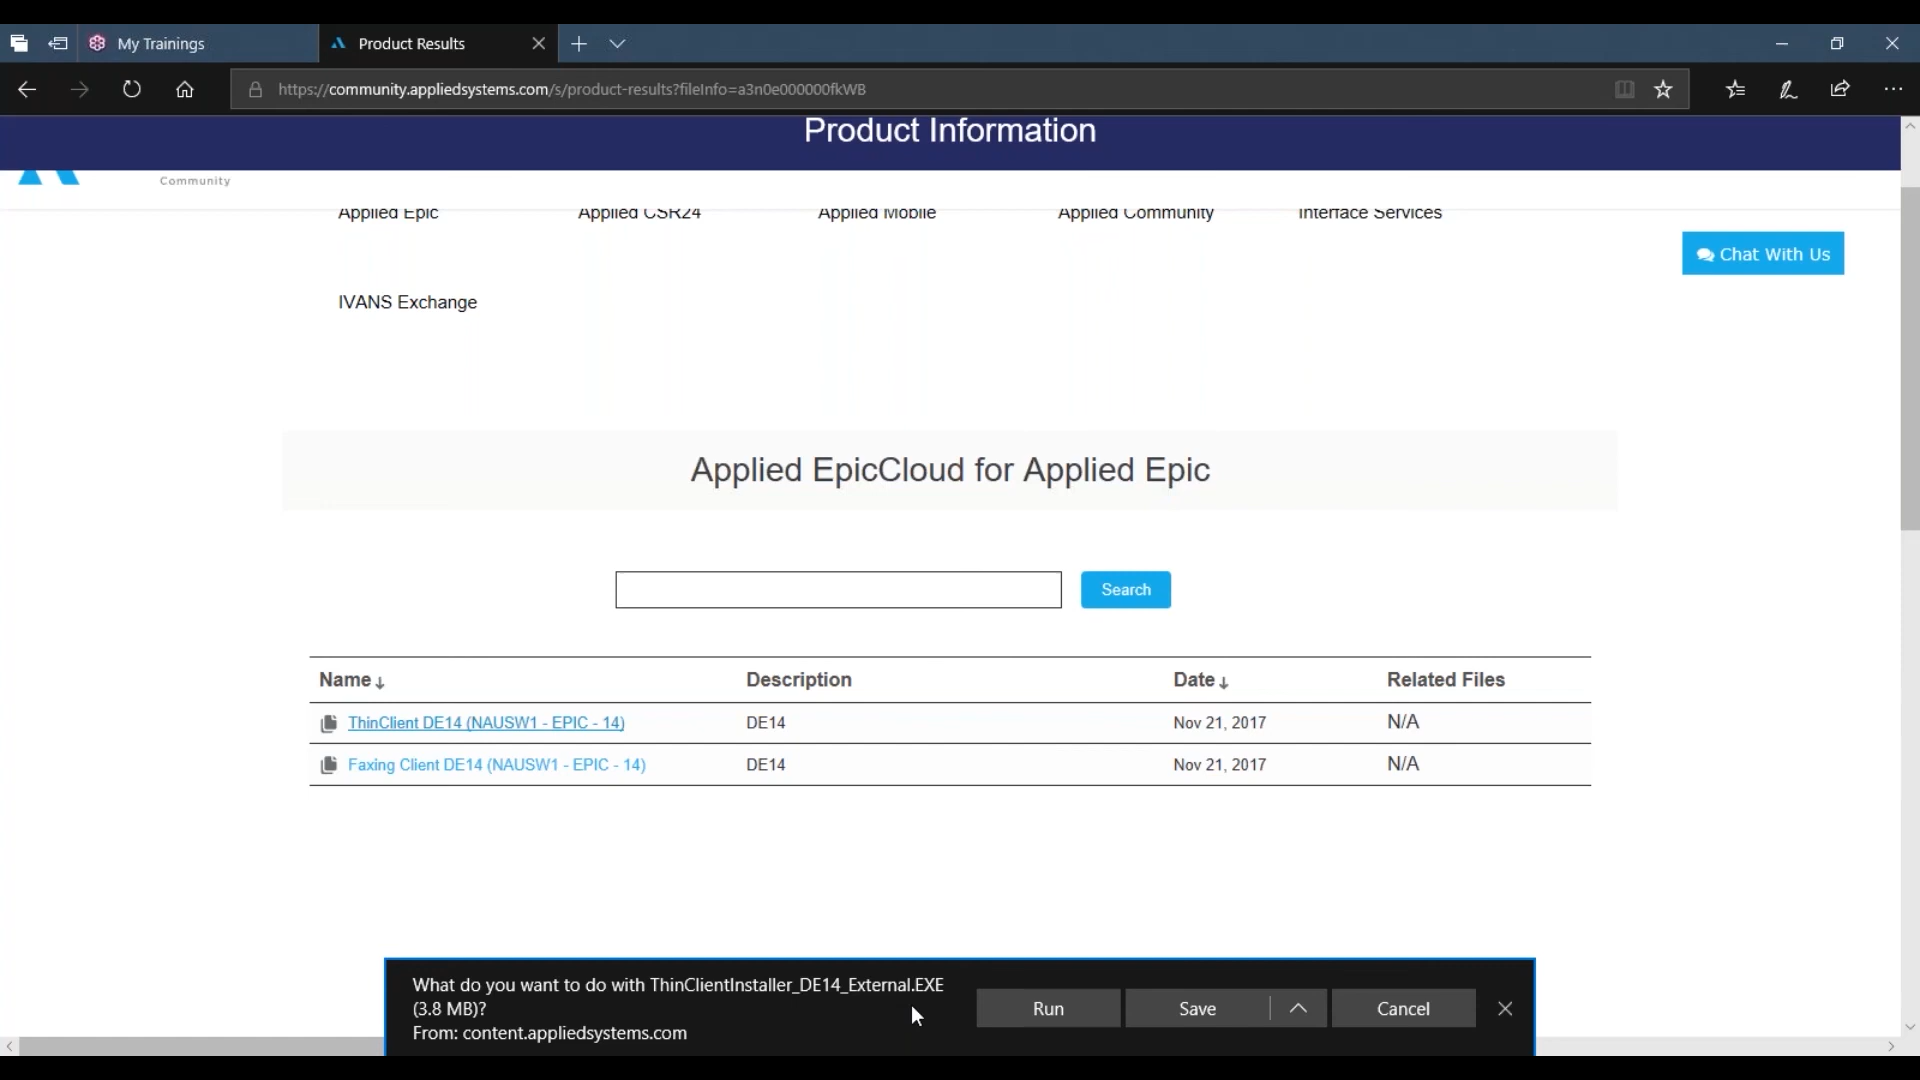 My Trainings
Product Results
https://community.appliedsystems.com/s/product-results?fileInfo=a3n0e000000fkWB
Product Information
Community
Applied Epic Applied CSR24 Applied Mobile Applied Community Interface Services
Chat With Us
IVANS Exchange
Applied EpicCloud for Applied Epic
Search
Name Description Date Related Files
ThinClient DE14 (NAUSW1 - EPIC - 14) DE14 Nov 21, 2017 N/A
Faxing Client DE14 (NAUSW1 - EPIC - 14) DE14 Nov 21, 2017 N/A
What do you want to do with ThinClientInstaller_DE14_External.EXE
(3.8 MB)?
From: content.appliedsystems.com
Run Save Cancel